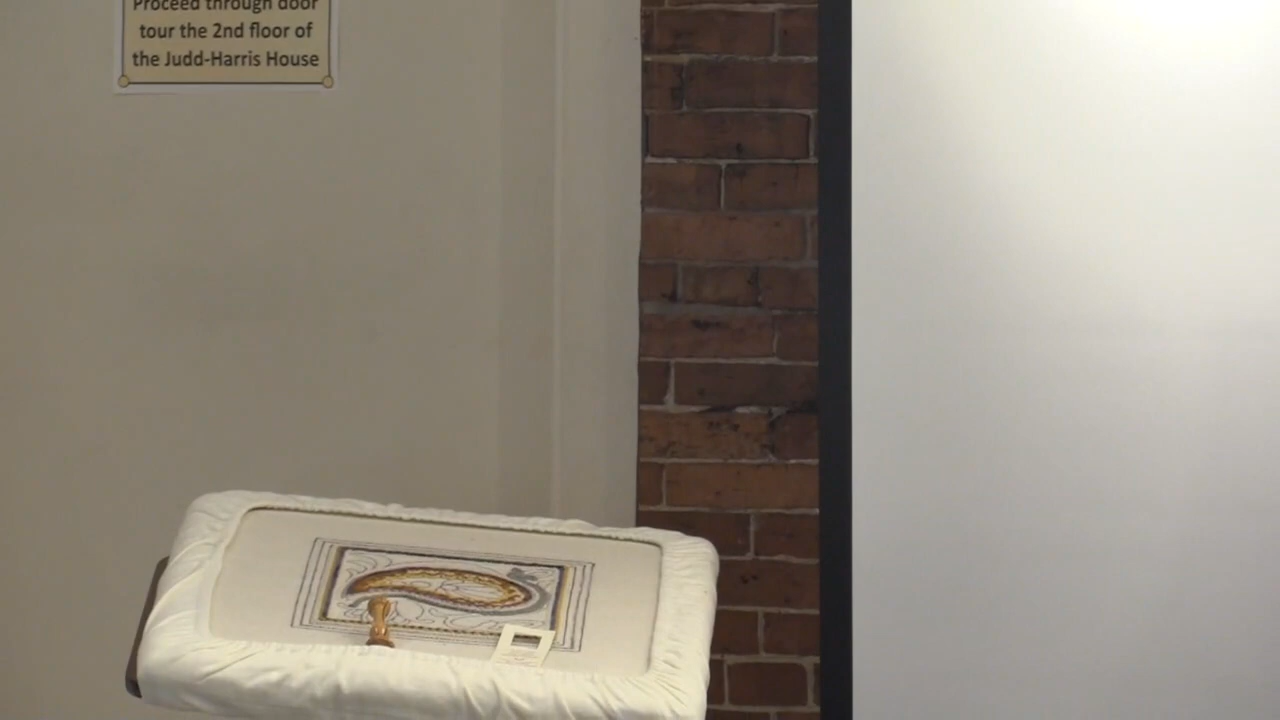 Proceed through door
tour the 2nd floor of
the Judd-Harris House